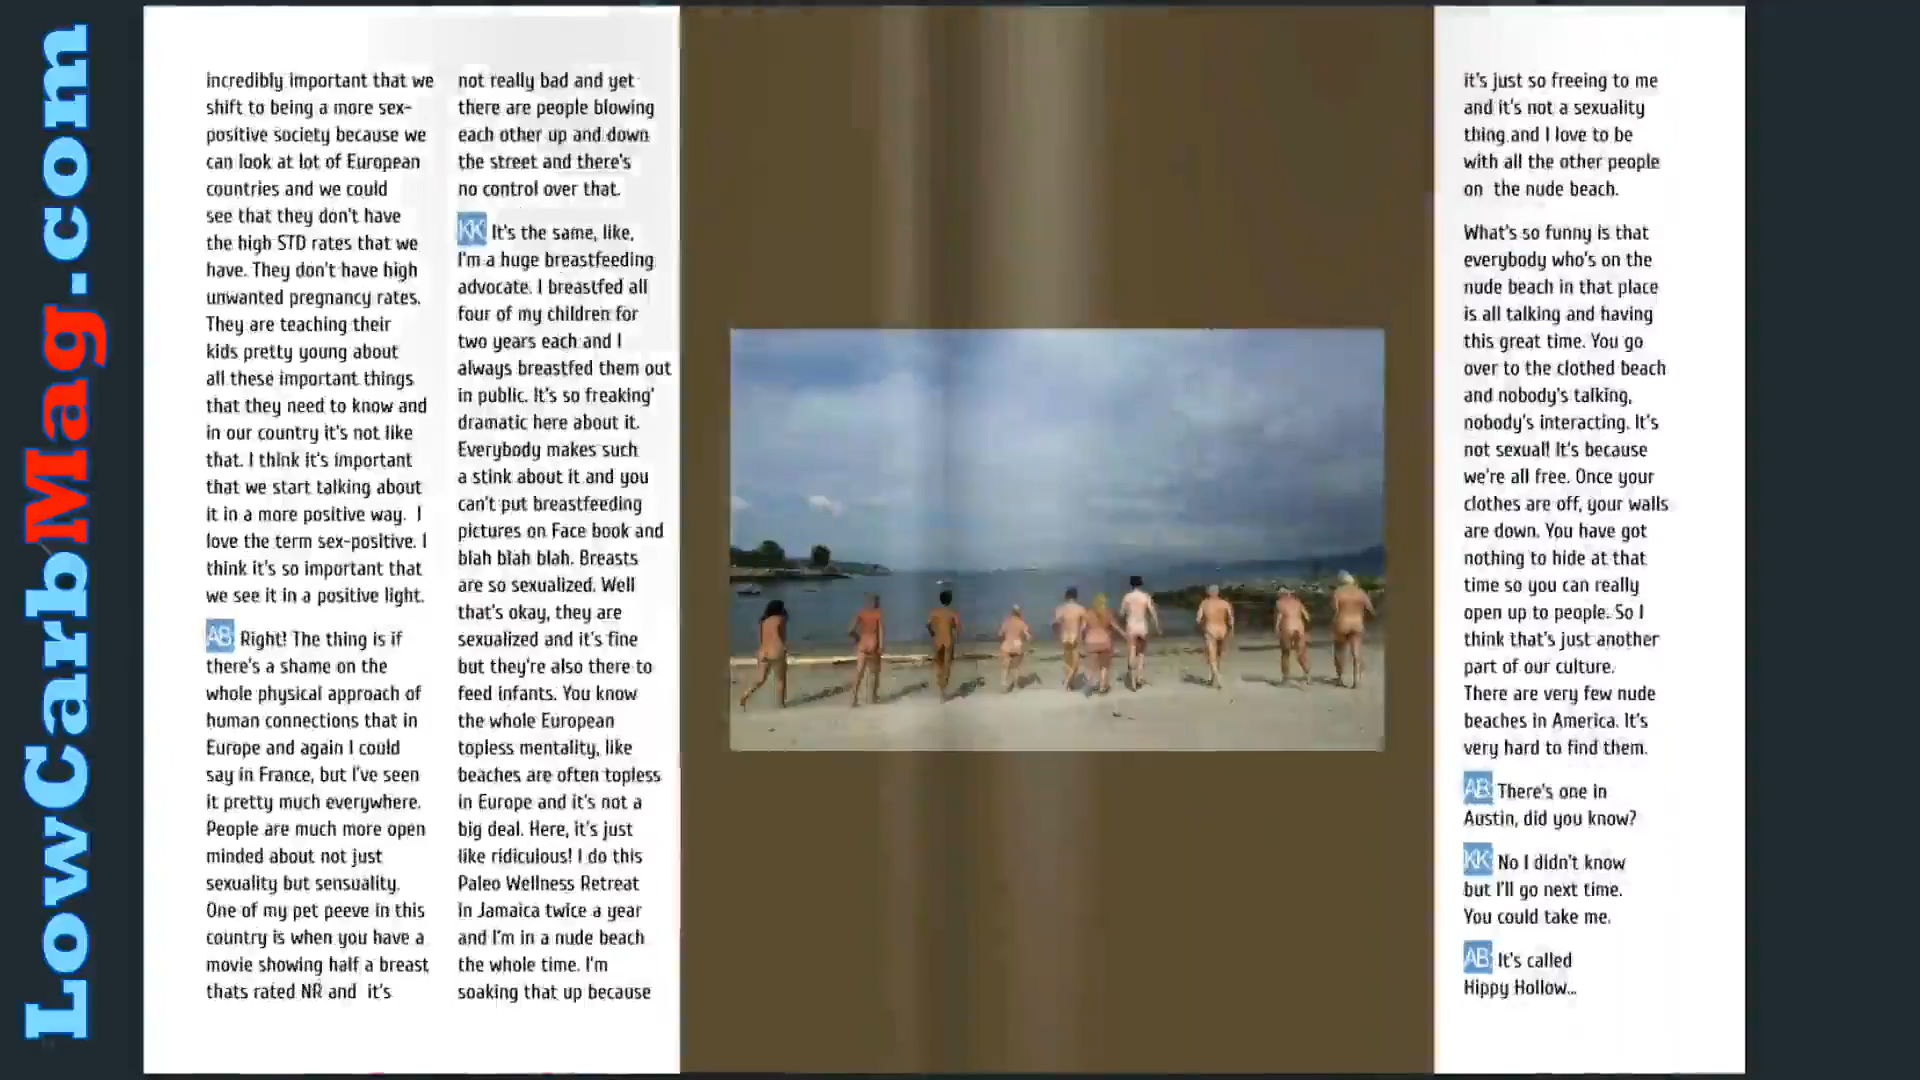 LowCarbMag.com
incredibly important that we
shift to being a more sex-
positive society because we
can look at lot of European
countries and we could
see that they don't have
the high STD rates that we
have. They don't have high
unwanted pregnancy rates.
They are teaching their
kids pretty young about
all these important things
that they need to know and
in our country it's not like
that. I think it's important
that we start talking about
it in a more positive way. I
love the term sex-positive. I
think it's so important that
we see it in a positive light.
AB: Right! The thing is if
there's a shame on the
whole physical approach of
human connections that in
Europe and again I could
say in France, but I've seen
it pretty much everywhere.
People are much more open
minded about not just
sexuality but sensuality.
One of my pet peeve in this
country is when you have a
movie showing half a breast
thats rated NR and it's
not really bad and yet
there are people blowing
each other up and down
the street and there's
no control over that.
KK: It's the same, like,
I'm a huge breastfeeding
advocate. I breastfed all
four of my children for
two years each and I
always breastfed them out
in public. It's so freaking'
dramatic here about it.
Everybody makes such
a stink about it and you
can't put breastfeeding
pictures on Face book and
blah blah blah. Breasts
are so sexualized. Well
that's okay, they are
sexualized and it's fine
but they're also there to
feed infants. You know
the whole European
topless mentality, like
beaches are often topless
in Europe and it's not a
big deal. Here, it's just
like ridiculous! I do this
Paleo Wellness Retreat
in Jamaica twice a year
and I'm in a nude beach
the whole time. I'm
soaking that up because
it's just so freeing to me
and it's not a sexuality
thing and I love to be
with all the other people
on the nude beach.
What's so funny is that
everybody who's on the
nude beach in that place
is all talking and having
this great time. You go
over to the clothed beach
and nobody's talking,
nobody's interacting. It's
not sexual! It's because
we're all free. Once your
clothes are off, your walls
are down. You have got
nothing to hide at that
time so you can really
open up to people. So I
think that's just another
part of our culture.
There are very few nude
beaches in America. It's
very hard to find them.
AB: There's one in
Austin, did you know?
KK: No I didn't know
but I'll go next time.
You could take me.
AB: It's called
Hippy Hollow...